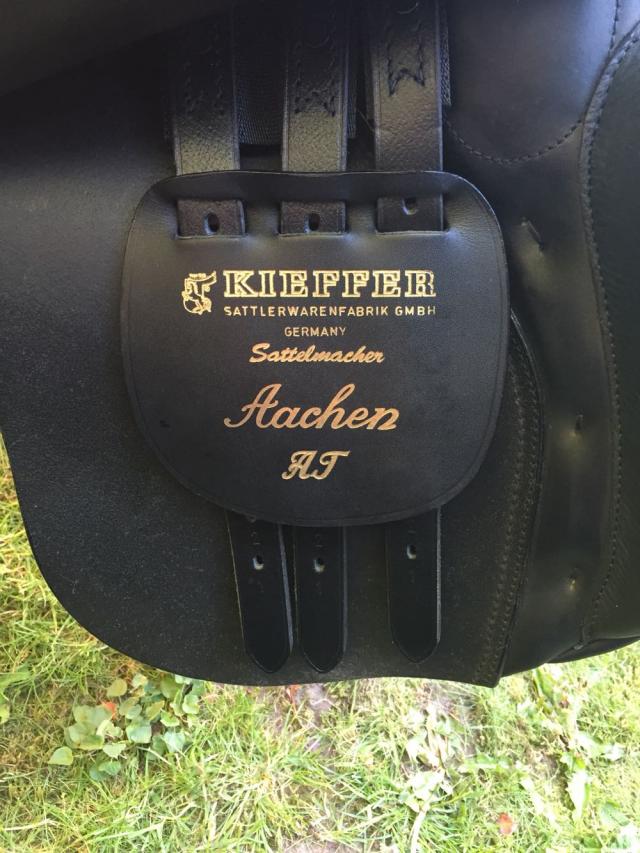 KIEFFER
SATTLERWARENFABRIK GMBH
GERMANY
Sattelmacher
Aachen
AT